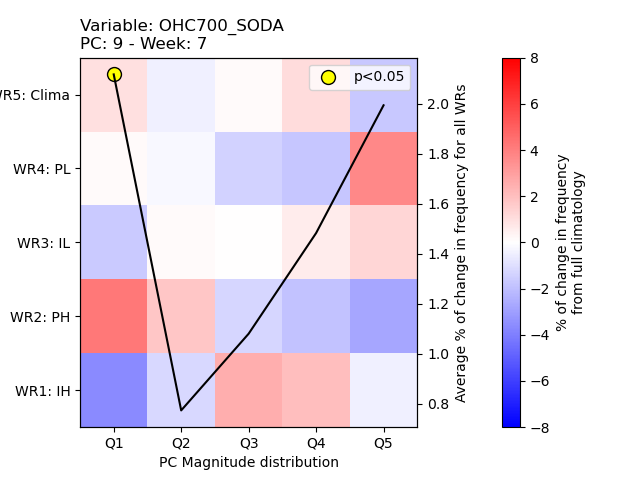 Variable: OHC700_SODA
PC: 9 - Week: 7
p<0.05
WR5: Clima
WR4: PL
WR3: IL
WR2: PH
WR1: IH
Q1 Q2 Q3 Q4 Q5
PC Magnitude distribution
2.0
1.8
1.6
1.4
1.2
1.0
0.8
Average % of change in frequency for all WRs
8
6
4
2
0
−2
−4
−6
−8
% of change in frequency
from full climatology